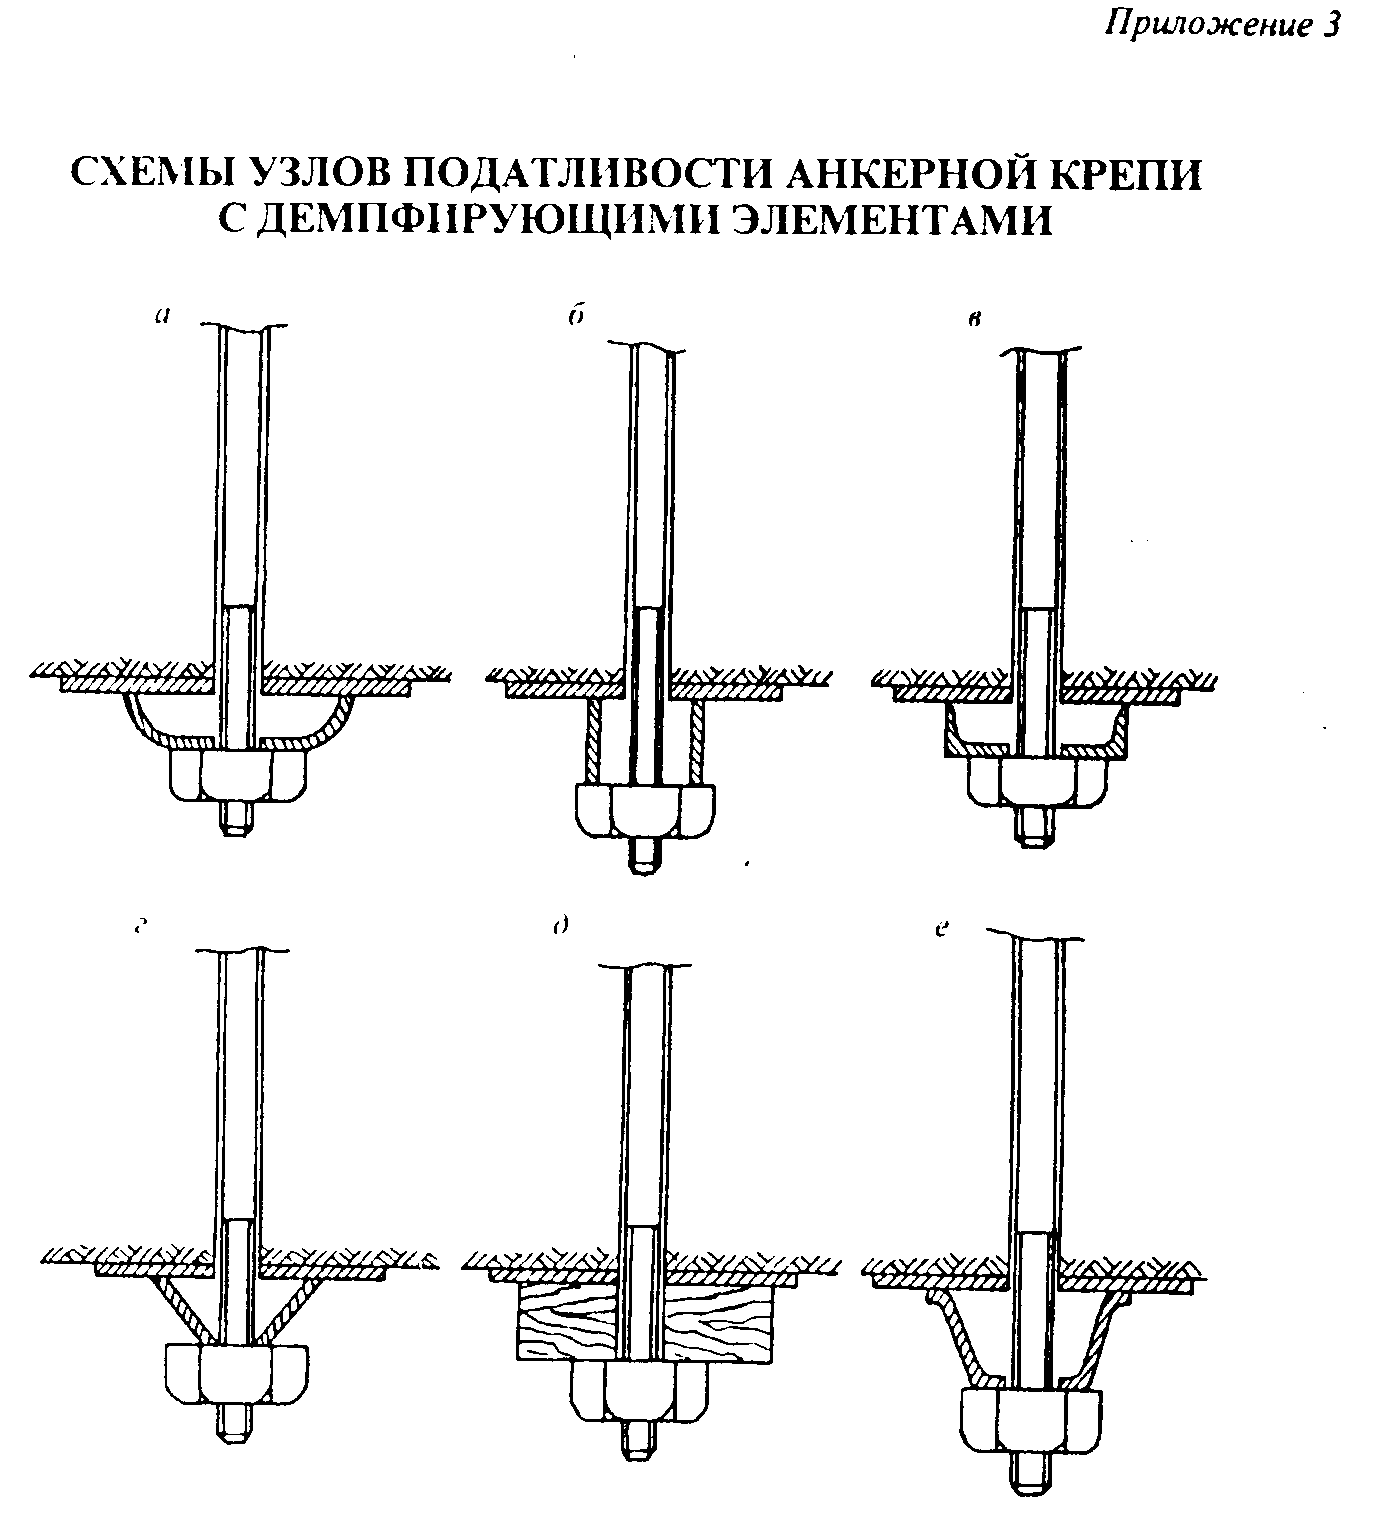 Приложение 3
СХЕМЫ УЗЛОВ ПОДАТЛИВОСТИ АНКЕРНОЙ КРЕПИ
С ДЕМПФИРУЮЩИМИ ЭЛЕМЕНТАМИ
а б в
г д е